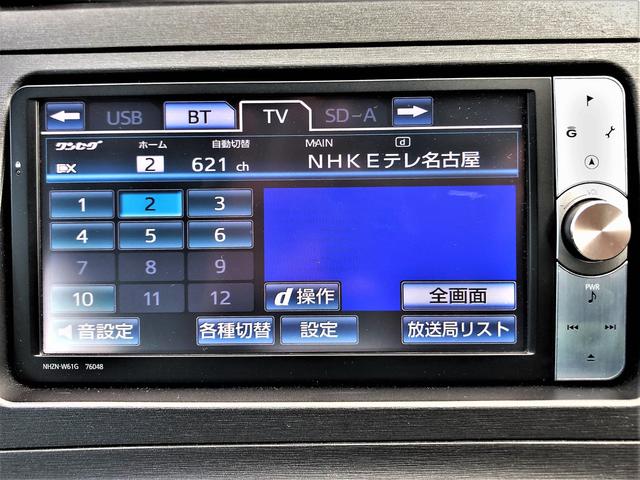 USB BT TV SD-A
ワンセグ ホーム 自動切替 MAIN d
EX 2 621 ch NHKEテレ名古屋
1 2 3
4 5 6
7 8 9
10 11 12
d 操作 全画面
音設定 各種切替 設定 放送局リスト
NHZN-W61G 76048
G
VOL
PWR